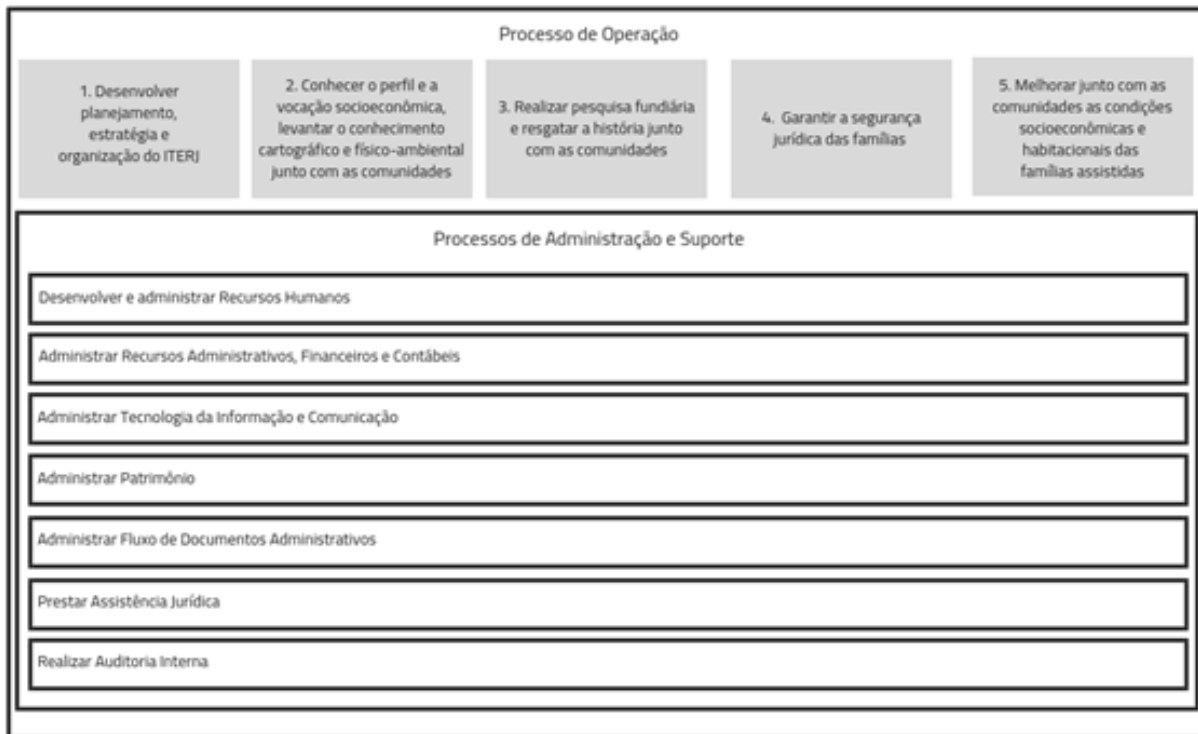 Processo de Operação
1. Desenvolver
planejamento,
estratégia e
organização do ITERJ
2. Conhecer o perfil e a
vocação socioeconômica,
levantar o conhecimento
cartográfico e físico-ambiental
junto com as comunidades
3. Realizar pesquisa fundiária
e resgatar a história junto
com as comunidades
4. Garantir a segurança
jurídica das famílias
5. Melhorar junto com as
comunidades as condições
socioeconômicas e
habitacionais das
famílias assistidas
Processos de Administração e Suporte
Desenvolver e administrar Recursos Humanos
Administrar Recursos Administrativos, Financeiros e Contábeis
Administrar Tecnologia da Informação e Comunicação
Administrar Patrimônio
Administrar Fluxo de Documentos Administrativos
Prestar Assistência Jurídica
Realizar Auditoria Interna